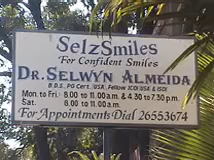 SelzSmiles
For Confident Smiles
Dr. Selwyn Almeida
B.D.S., PG Cert., USA, Fellow ICOI USA & ISOI
Mon. to Fri : 8.00 to 11.00a.m & 4.30 to 7.30 p.m.
Sat. 8.00 to 11.00 a.m.
For Appointments Dial 26553674